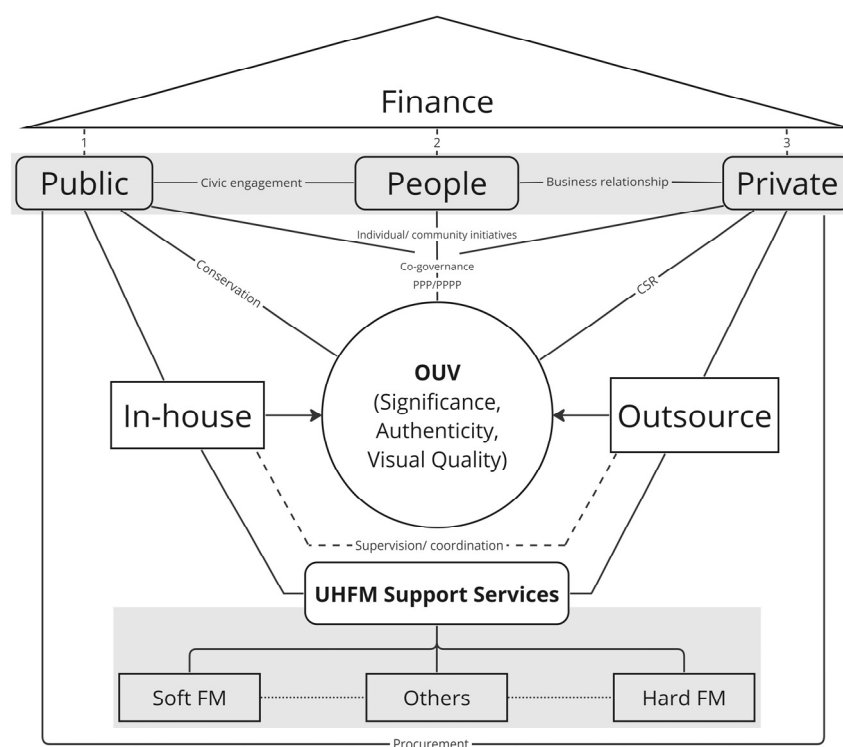 Finance
1
2
3
Public
Civic engagement
People
Business relationship
Private
Individual/ community initiatives
Co-governance
PPP/PPPP
Conservation
CSR
OUV
(Significance,
Authenticity,
Visual Quality)
In-house
Outsource
Supervision/ coordination
UHFM Support Services
Soft FM
Others
Hard FM
Procurement